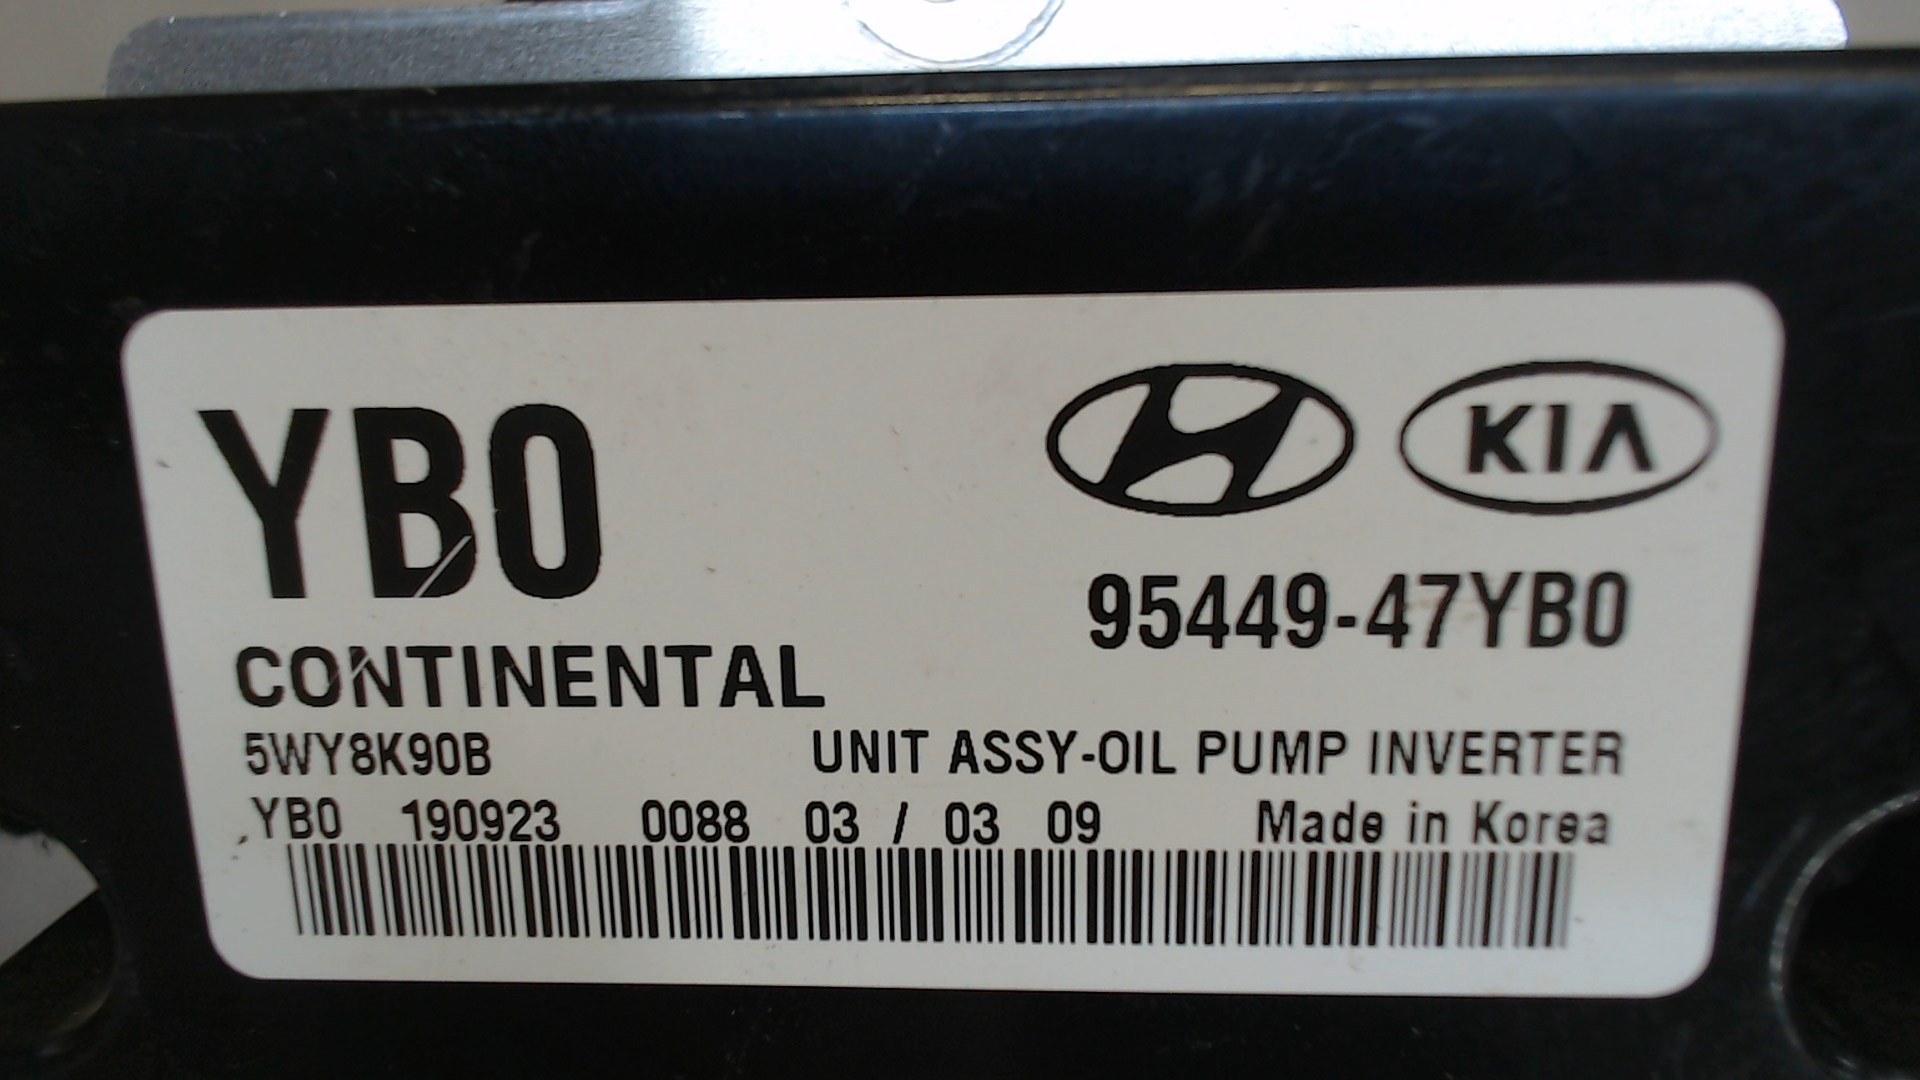 YB0
KIA
95449-47YB0
CONTINENTAL
5WY8K90B UNIT ASSY-OIL PUMP INVERTER
YB0 190923 0088 03 / 03 09 Made in Korea